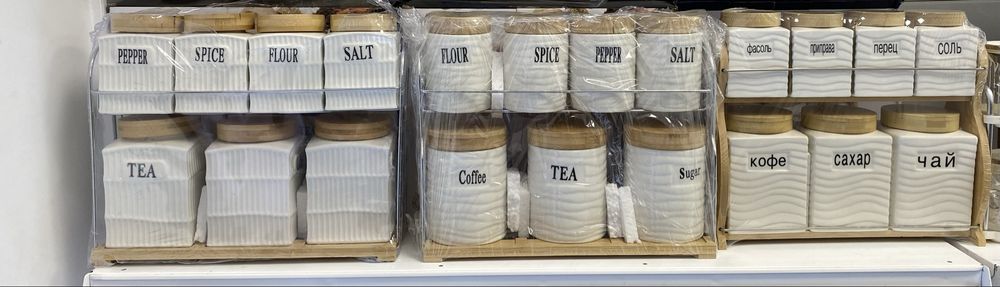 PEPPER
SPICE
FLOUR
SALT
TEA
FLOUR
SPICE
PEPPER
SALT
Coffee
TEA
Sugar
фасоль
приправа
перец
соль
кофе
сахар
чай